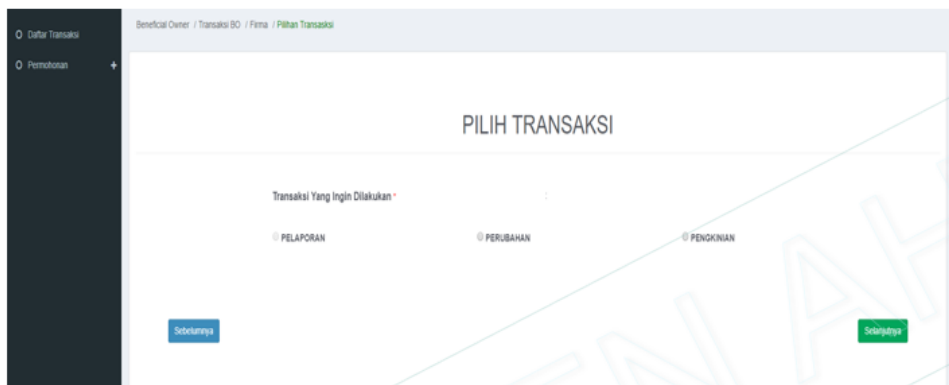 Beneficial Owner / Transaksi BO / Firma / Pilihan Transaksi
Daftar Transaksi
Permohonan +
PILIH TRANSAKSI
Transaksi Yang Ingin Dilakukan * :
PELAPORAN PERUBAHAN PENGKINIAN
Sebelumnya Selanjutnya